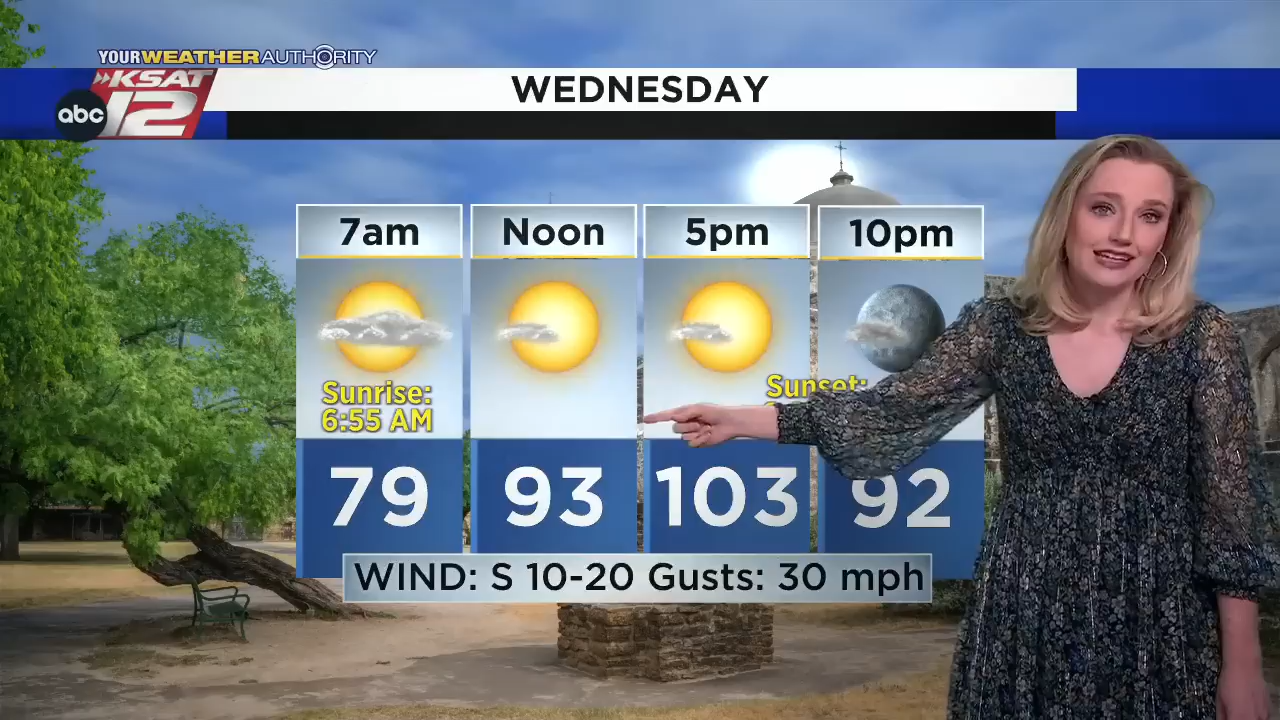 YOUR WEATHER AUTHORITY
KSAT
abc 12
WEDNESDAY
7am Noon 5pm 10pm
Sunrise:
6:55 AM
Sunset:
79 93 103 92
WIND: S 10-20 Gusts: 30 mph